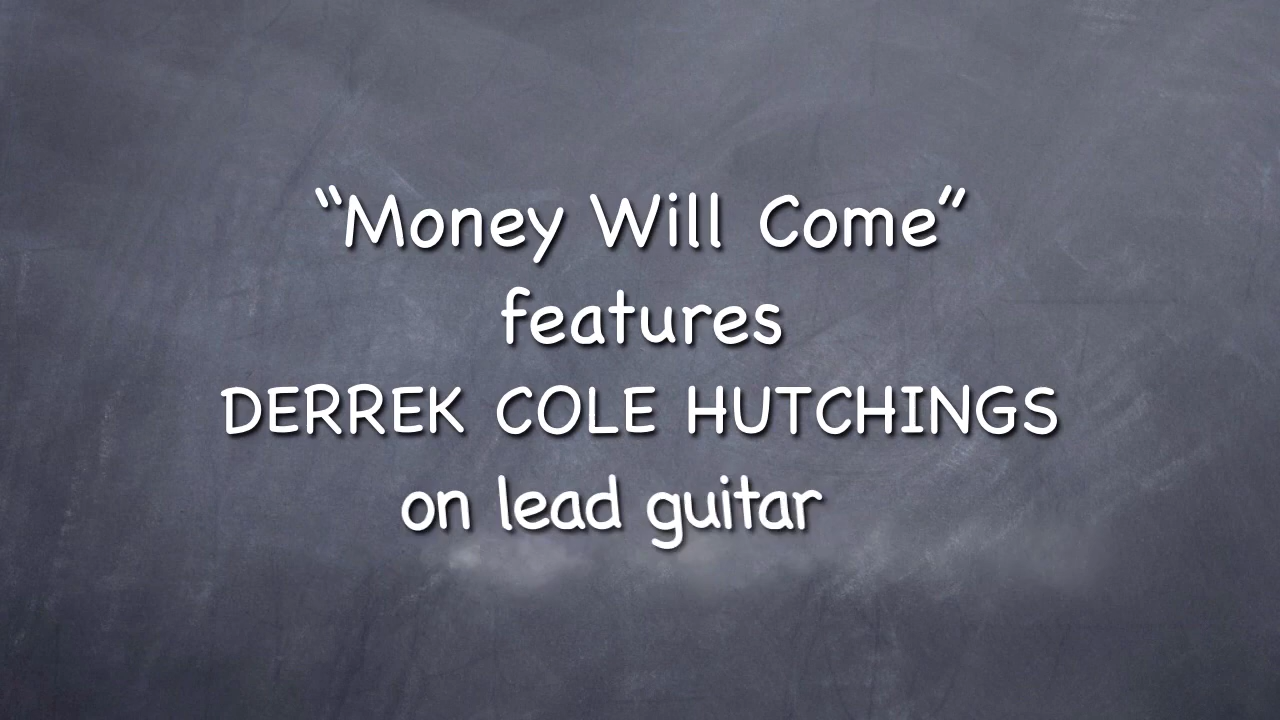 “Money Will Come”
features
DERREK COLE HUTCHINGS
on lead guitar